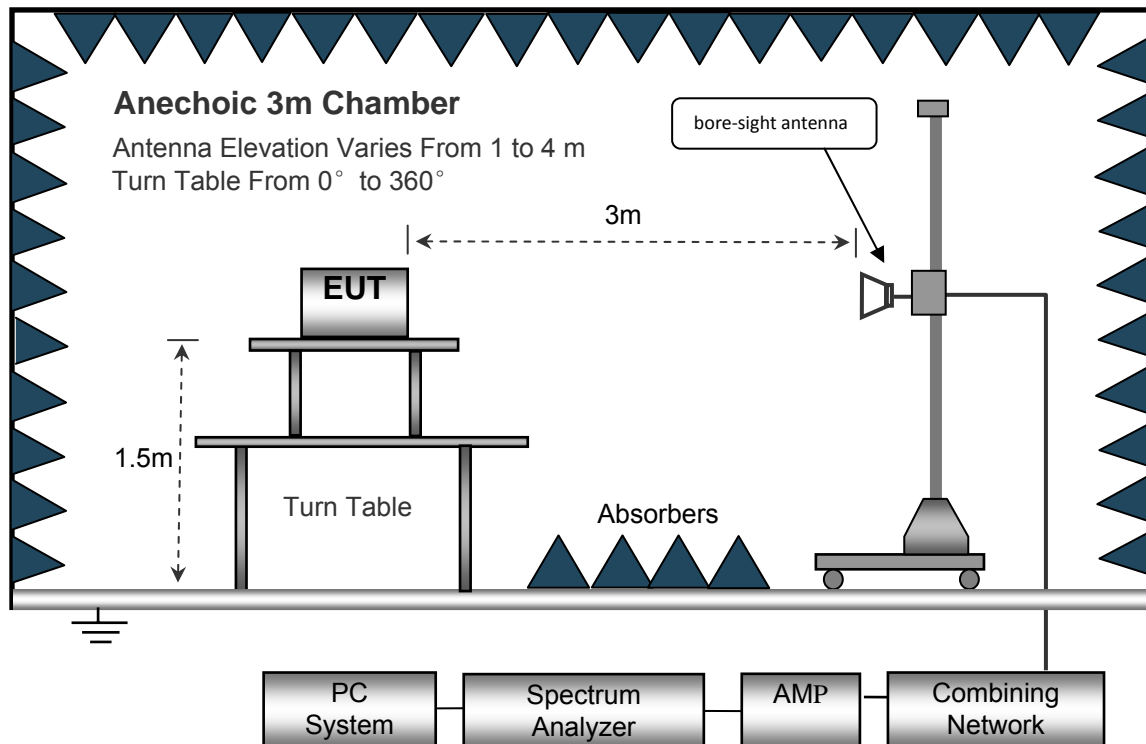 Anechoic 3m Chamber
Antenna Elevation Varies From 1 to 4 m
Turn Table From 0° to 360°
bore-sight antenna
3m
EUT
1.5m
Turn Table
Absorbers
PC
System
Spectrum
Analyzer
AMP
Combining
Network